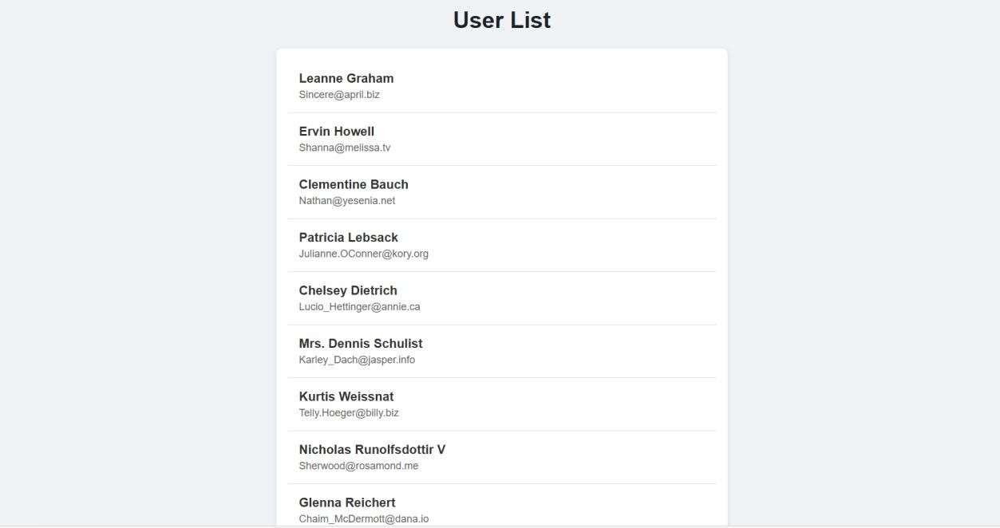 User List
Leanne Graham
Sincere@april.biz
Ervin Howell
Shanna@melissa.tv
Clementine Bauch
Nathan@yesenia.net
Patricia Lebsack
Julianne.OConner@kory.org
Chelsey Dietrich
Lucio_Hettinger@annie.ca
Mrs. Dennis Schulist
Karley_Dach@jasper.info
Kurtis Weissnat
Telly.Hoeger@billy.biz
Nicholas Runolfsdottir V
Sherwood@rosamond.me
Glenna Reichert
Chaim_McDermott@dana.io